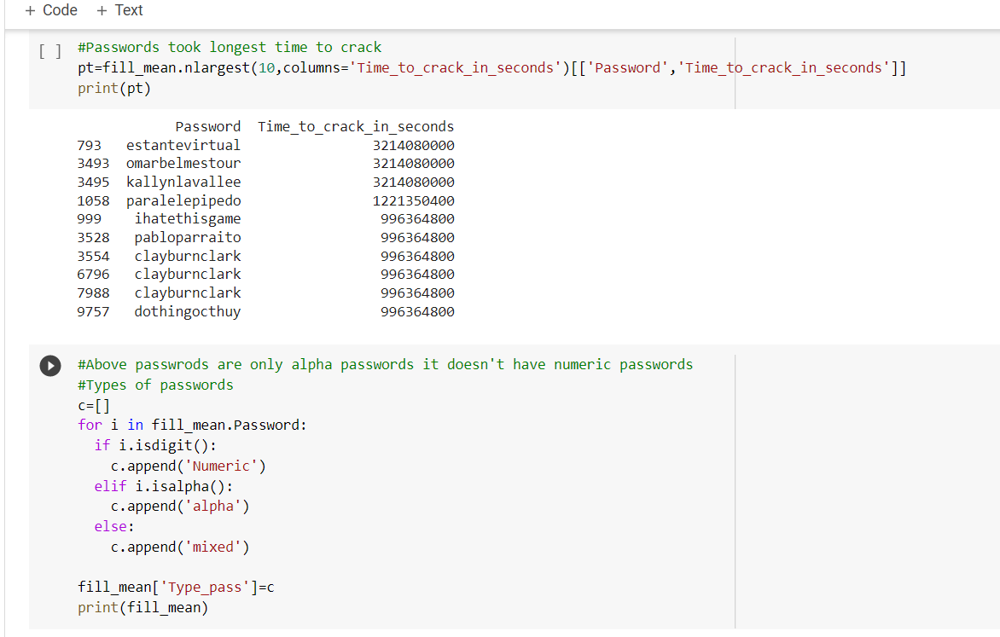 + Code + Text
[ ] #Passwords took longest time to crack
pt=fill_mean.nlargest(10,columns='Time_to_crack_in_seconds')[['Password','Time_to_crack_in_seconds']]
print(pt)
Password Time_to_crack_in_seconds
793 estantevirtual 3214080000
3493 omarbelmestour 3214080000
3495 kallynlavallee 3214080000
1058 paralelepipedo 1221350400
999 ihatethisgame 996364800
3528 pabloparraito 996364800
3554 clayburnclark 996364800
6796 clayburnclark 996364800
7988 clayburnclark 996364800
9757 dothingocthuy 996364800
#Above passwrods are only alpha passwords it doesn't have numeric passwords
#Types of passwords
c=[]
for i in fill_mean.Password:
  if i.isdigit():
    c.append('Numeric')
  elif i.isalpha():
    c.append('alpha')
  else:
    c.append('mixed')
fill_mean['Type_pass']=c
print(fill_mean)